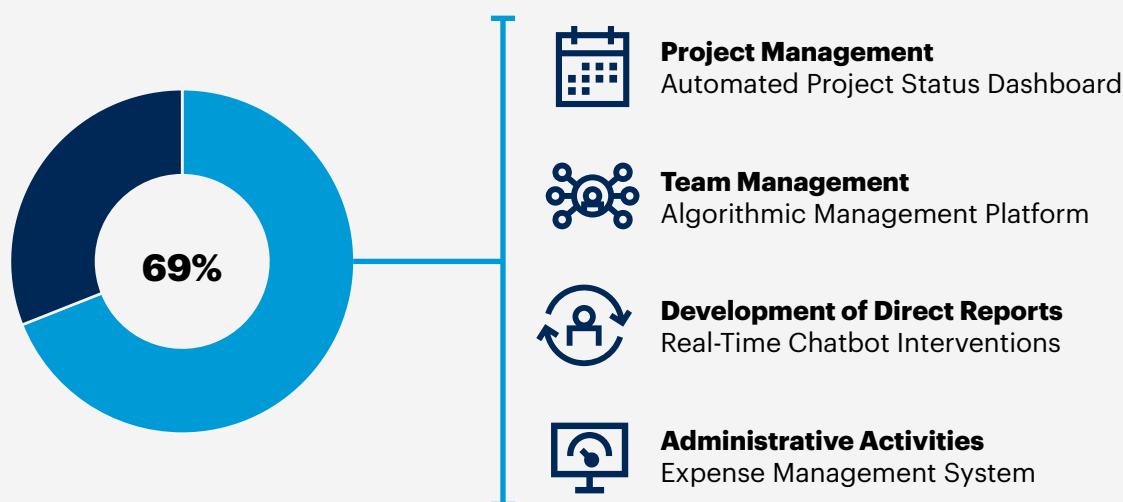 69%
Project Management
Automated Project Status Dashboard
Team Management
Algorithmic Management Platform
Development of Direct Reports
Real-Time Chatbot Interventions
Administrative Activities
Expense Management System